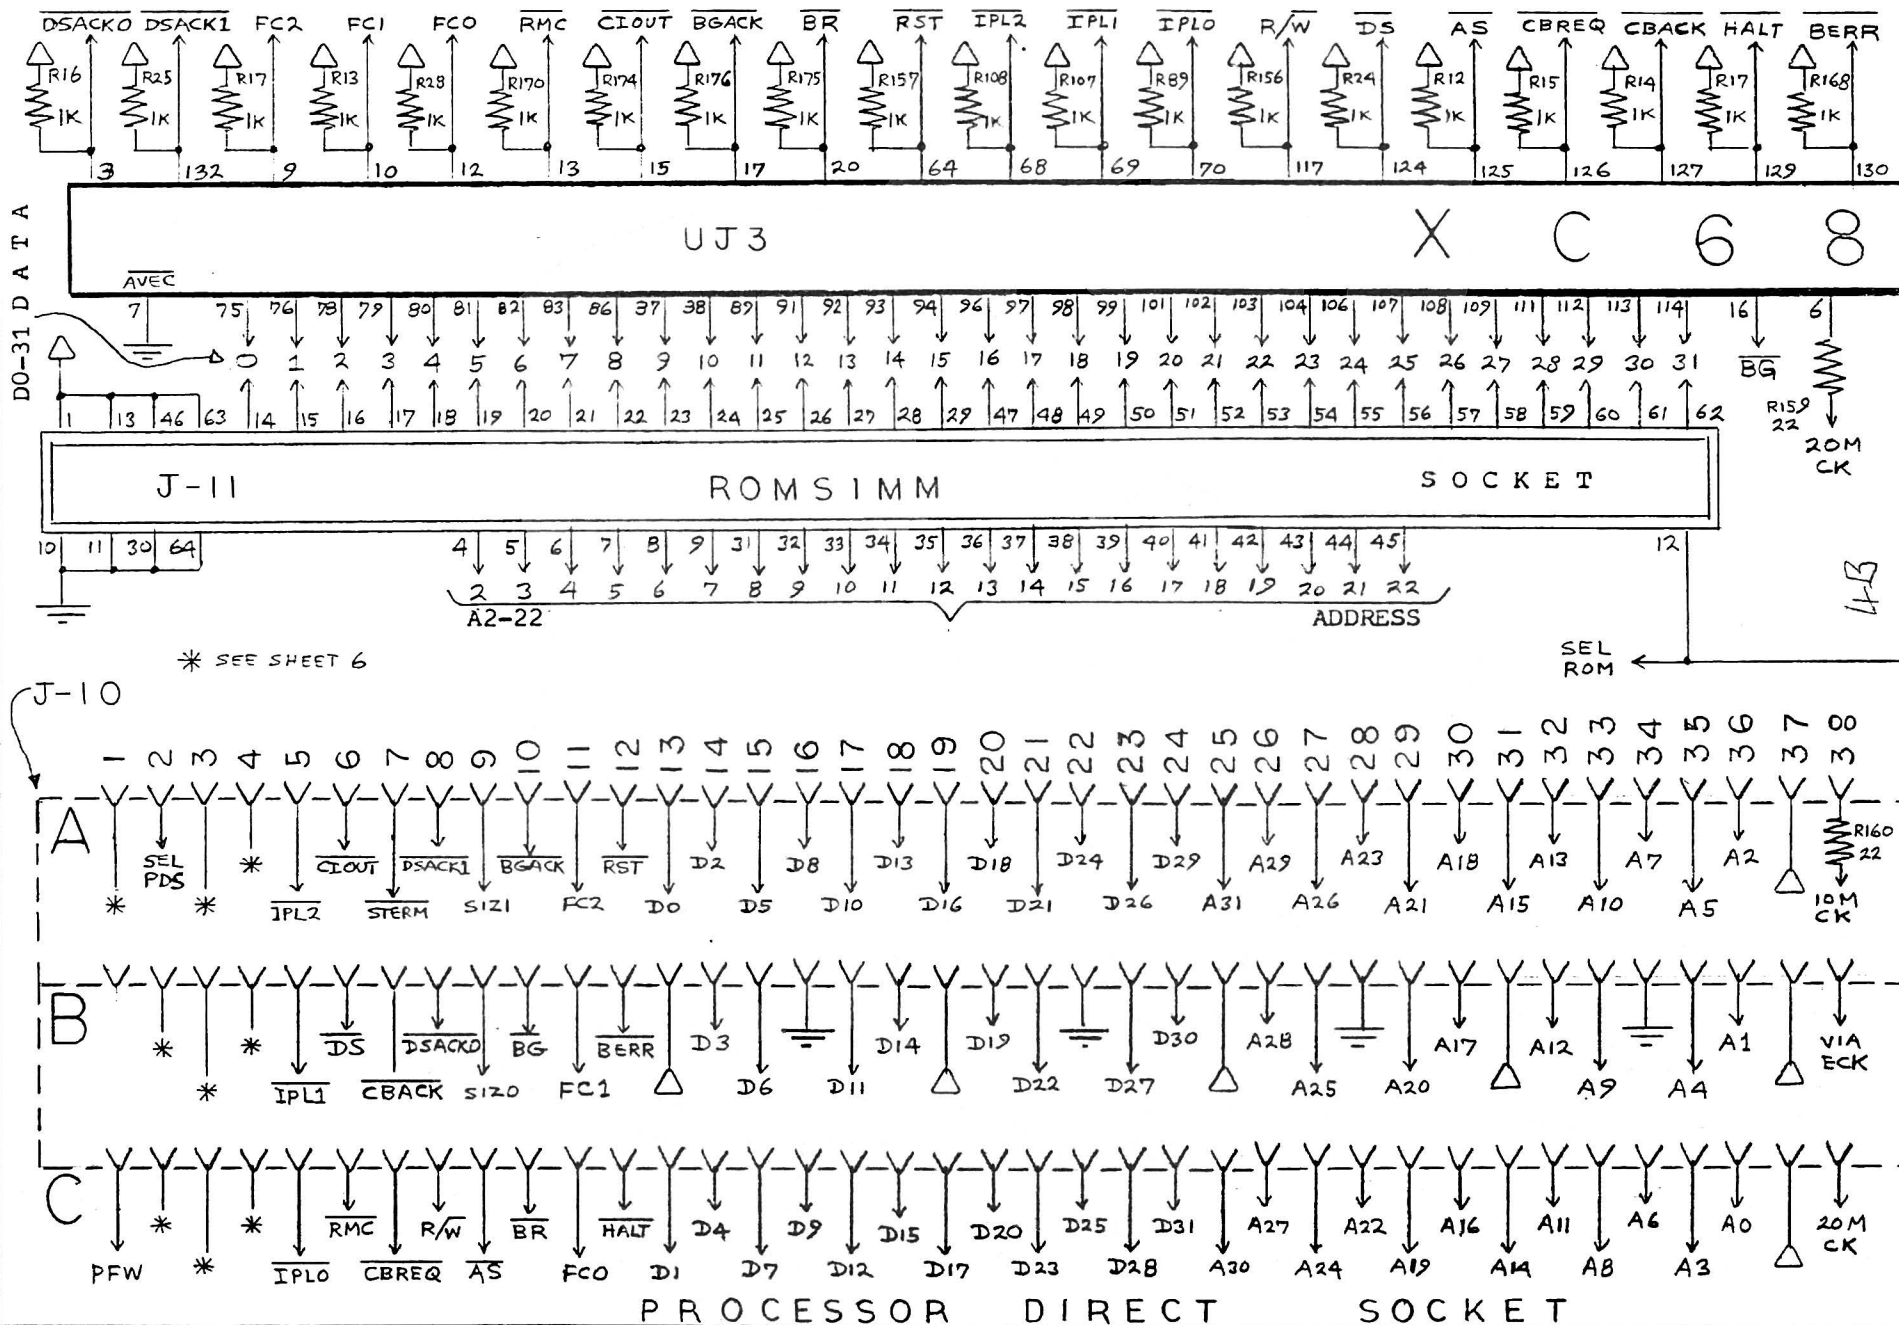 DSACK0 DSACK1 FC2 FC1 FC0 RMC CIOUT BGACK BR RST IPL2 IPL1 IPL0 R/W DS AS CBREQ CBACK HALT BERR
R16 R25 R17 R13 R28 R170 R174 R176 R175 R157 R108 R107 R89 R156 R24 R12 R15 R14 R17 R168
1K 1K 1K 1K 1K 1K 1K 1K 1K 1K 1K 1K 1K 1K 1K 1K 1K 1K 1K 1K
3 132 9 10 12 13 15 17 20 64 68 69 70 117 124 125 126 127 129 130
UJ3 X C 6 8
D0-31 DATA
AVEC
7 75 76 78 79 80 81 82 83 86 87 88 89 91 92 93 94 96 97 98 99 101 102 103 104 106 107 108 109 111 112 113 114 16 6
0 1 2 3 4 5 6 7 8 9 10 11 12 13 14 15 16 17 18 19 20 21 22 23 24 25 26 27 28 29 30 31 BG
R159
22
20M
CK
1 13 46 63 14 15 16 17 18 19 20 21 22 23 24 25 26 27 28 29 47 48 49 50 51 52 53 54 55 56 57 58 59 60 61 62
J-11 ROMSIMM SOCKET
10 11 30 64 4 5 6 7 8 9 31 32 33 34 35 36 37 38 39 40 41 42 43 44 45 12
2 3 4 5 6 7 8 9 10 11 12 13 14 15 16 17 18 19 20 21 22
A2-22 ADDRESS
4B
* SEE SHEET 6
SEL
ROM
J-10
1 2 3 4 5 6 7 8 9 10 11 12 13 14 15 16 17 18 19 20 21 22 23 24 25 26 27 28 29 30 31 32 33 34 35 36 37 38
A
R160
22
SEL
PDS
* CIOUT DSACK1 BGACK RST D2 D8 D13 D18 D24 D29 A29 A23 A18 A13 A7 A2
* * IPL2 STERM SIZ1 FC2 D0 D5 D10 D16 D21 D26 A31 A26 A21 A15 A10 A5 10M
CK
B
* * DS DSACK0 BG BERR D3 D14 D19 D30 A28 A17 A12 A1 VIA
ECK
* IPL1 CBACK SIZ0 FC1 D6 D11 D22 D27 A25 A20 A9 A4
C
* * RMC R/W BR HALT D4 D9 D15 D20 D25 D31 A27 A22 A16 A11 A6 A0 20M
CK
PFW * IPL0 CBREQ AS FC0 D1 D7 D12 D17 D23 D28 A30 A24 A19 A14 A8 A3
PROCESSOR DIRECT SOCKET